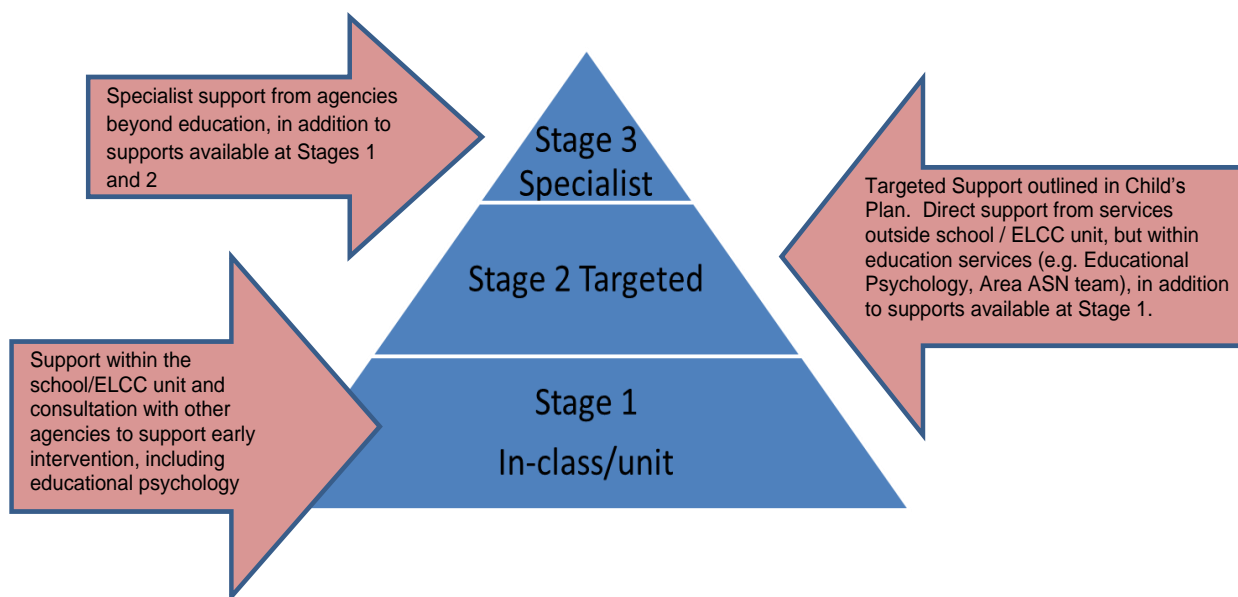 Specialist support from agencies
beyond education, in addition to
supports available at Stages 1
and 2
Stage 3
Specialist
Targeted Support outlined in Child’s
Plan.  Direct support from services
outside school / ELCC unit, but within
education services (e.g. Educational
Psychology, Area ASN team), in addition
to supports available at Stage 1.
Stage 2 Targeted
Support within the
school/ELCC unit and
consultation with other
agencies to support early
intervention, including
educational psychology
Stage 1
In-class/unit